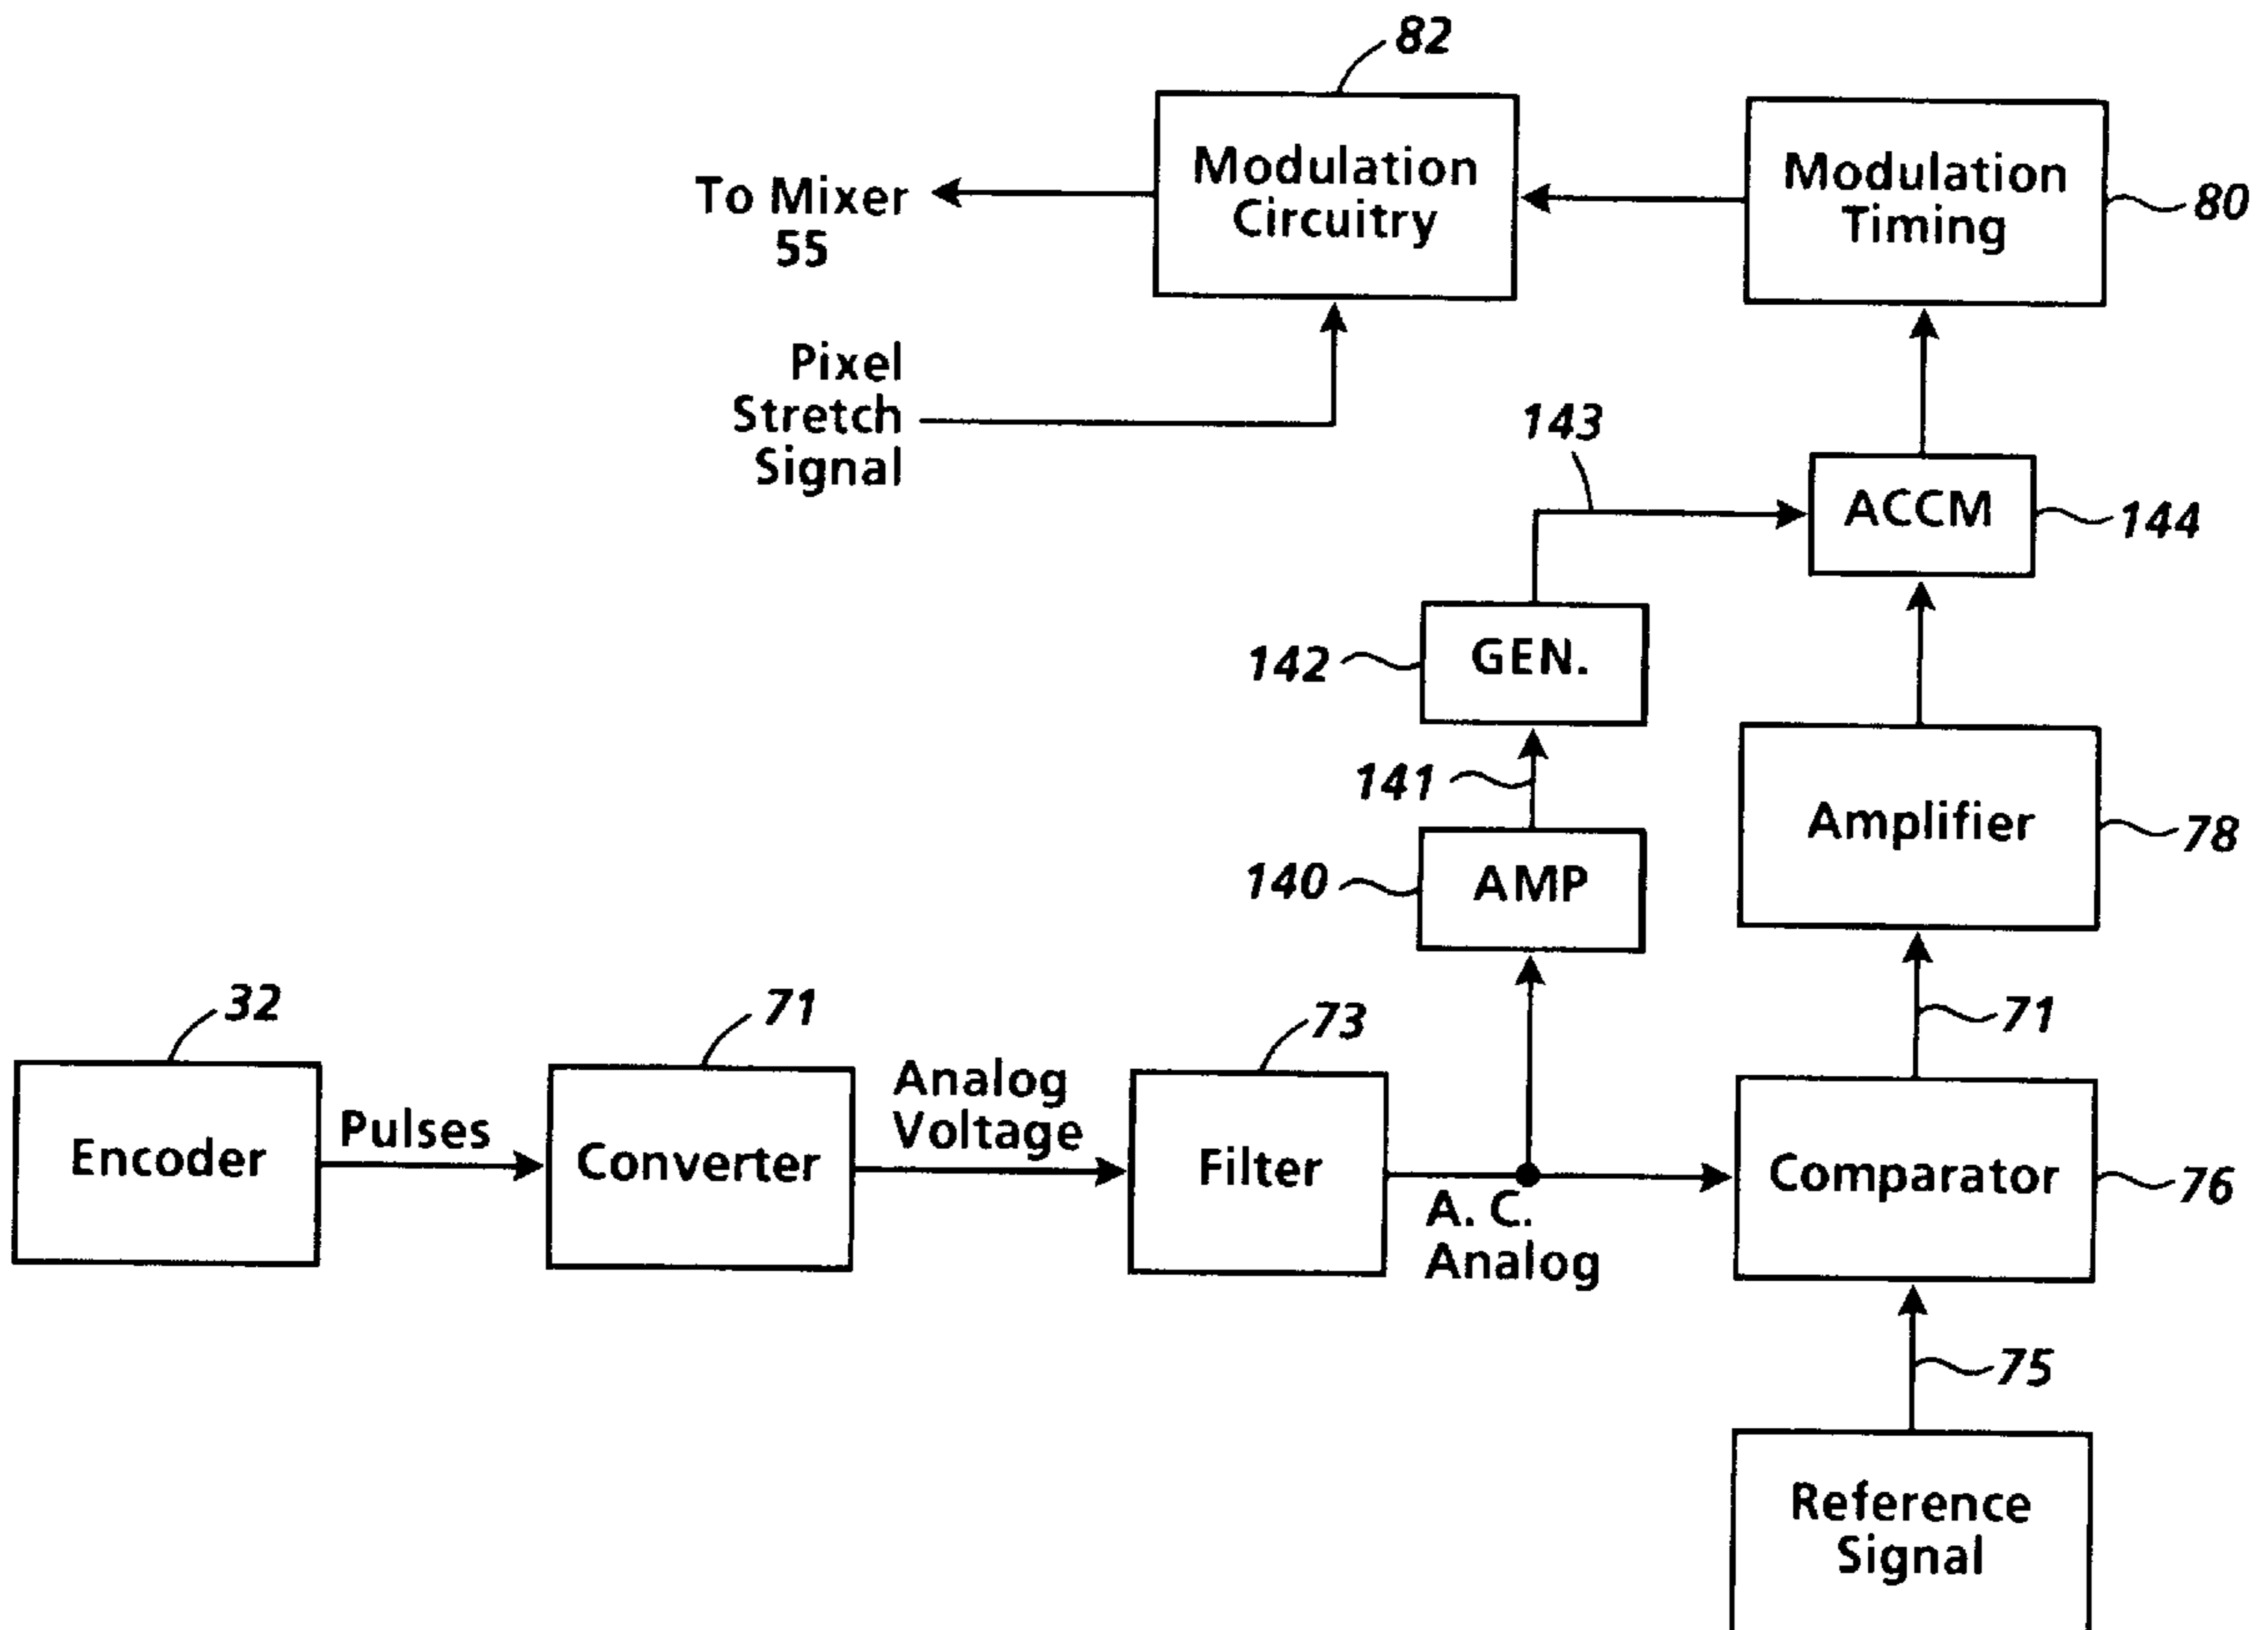 82
Modulation
Circuitry
Modulation
Timing
80
To Mixer
55
Pixel
Stretch
Signal
143
ACCM
144
142
GEN.
141
Amplifier
78
140
AMP
32
71
73
71
Encoder
Pulses
Converter
Analog
Voltage
Filter
A. C.
Analog
Comparator
76
75
Reference
Signal